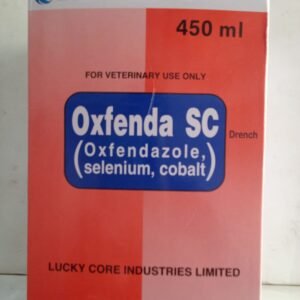 450 ml
FOR VETERINARY USE ONLY
Oxfenda SC
Drench
(Oxfendazole,
selenium, cobalt)
LUCKY CORE INDUSTRIES LIMITED